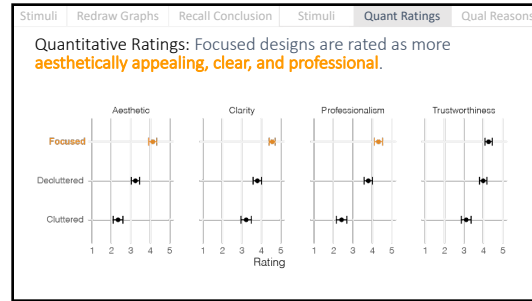 Stimuli Redraw Graphs Recall Conclusion Stimuli Quant Ratings Qual Reasons
Quantitative Ratings: Focused designs are rated as more
aesthetically appealing, clear, and professional.
Aesthetic Clarity Professionalism Trustworthiness
Focused
Decluttered
Cluttered
1 2 3 4 5 1 2 3 4 5 1 2 3 4 5 1 2 3 4 5
Rating